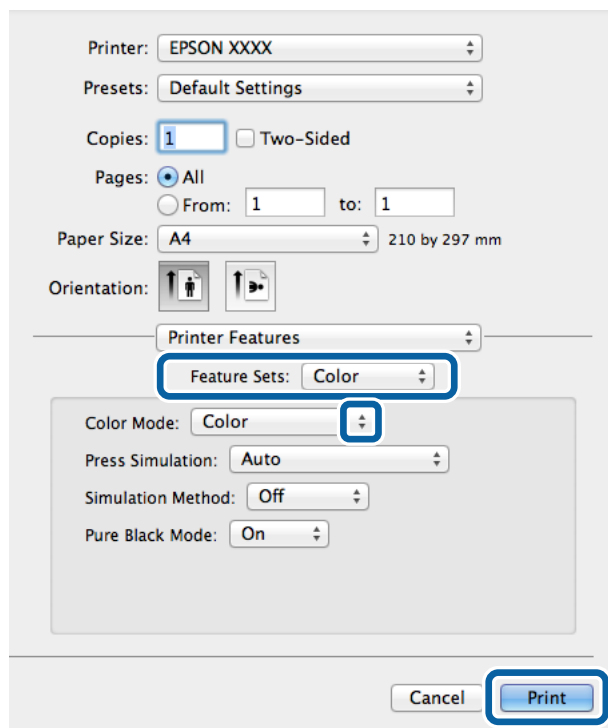 Printer: EPSON XXXX
Presets: Default Settings
Copies: 1 Two-Sided
Pages: All
From: 1 to: 1
Paper Size: A4 210 by 297 mm
Orientation:
Printer Features
Feature Sets: Color
Color Mode: Color
Press Simulation: Auto
Simulation Method: Off
Pure Black Mode: On
Cancel Print